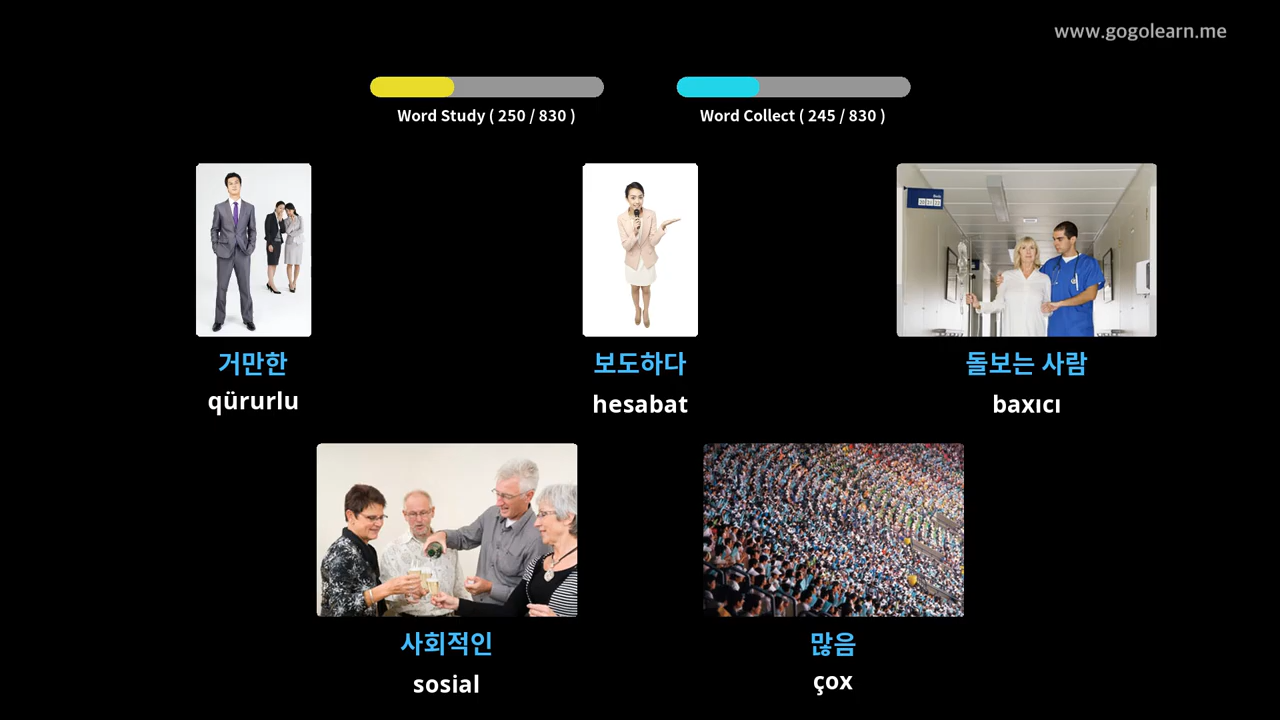 www.gogolearn.me
Word Study ( 250 / 830 )
Word Collect ( 245 / 830 )
거만한
qürurlu
보도하다
hesabat
돌보는 사람
baxıcı
사회적인
sosial
많음
çox